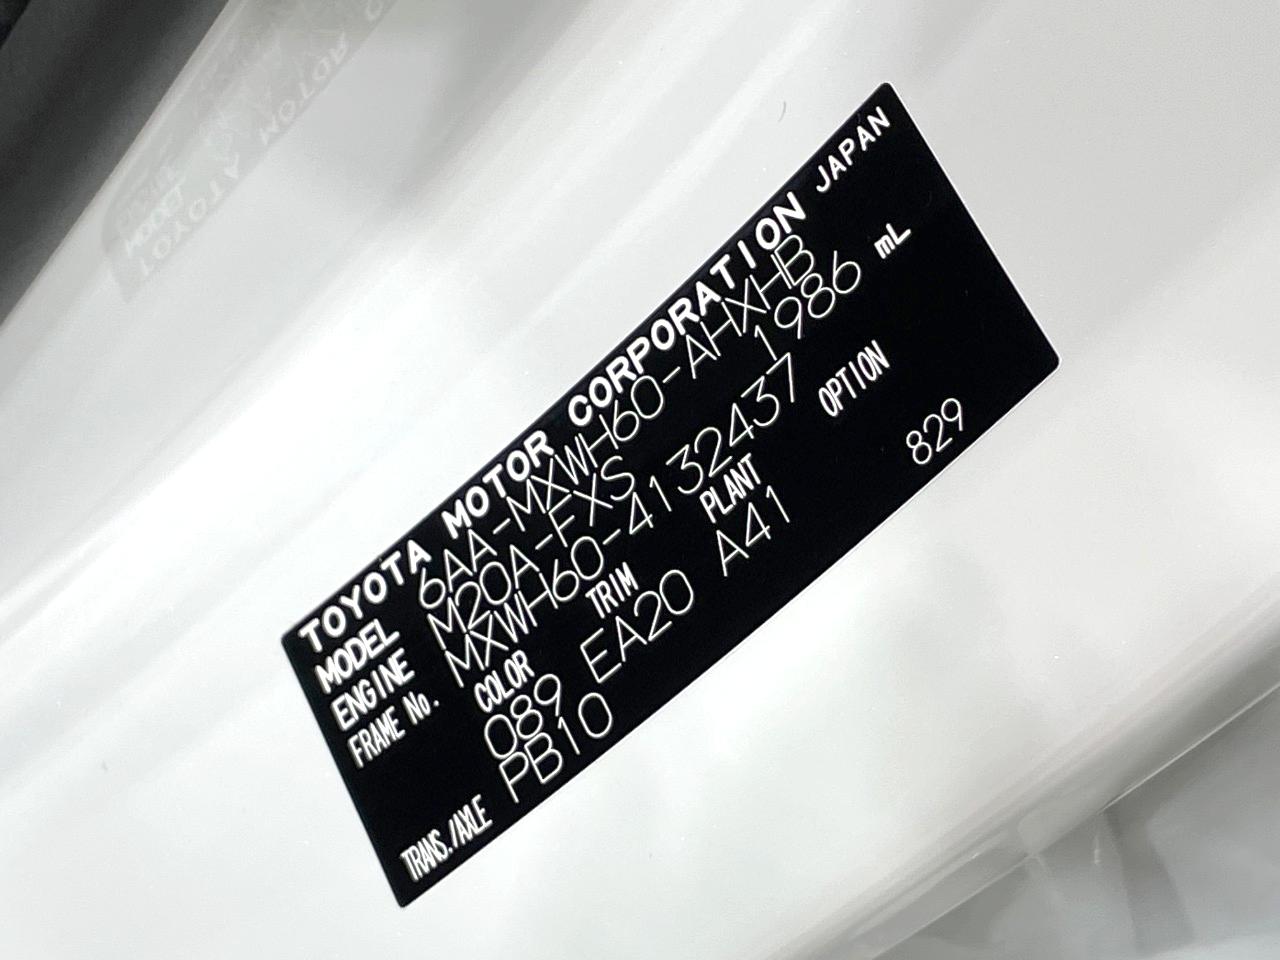 TOYOTA MOTOR CORPORATION JAPAN
MODEL 6AA-MXWH60-AHXHB
ENGINE M20A-FXS 1986 mL
FRAME No. MXWH60-4132437
COLOR TRIM PLANT OPTION
089 EA20 A41 829
TRANS./AXLE PB10